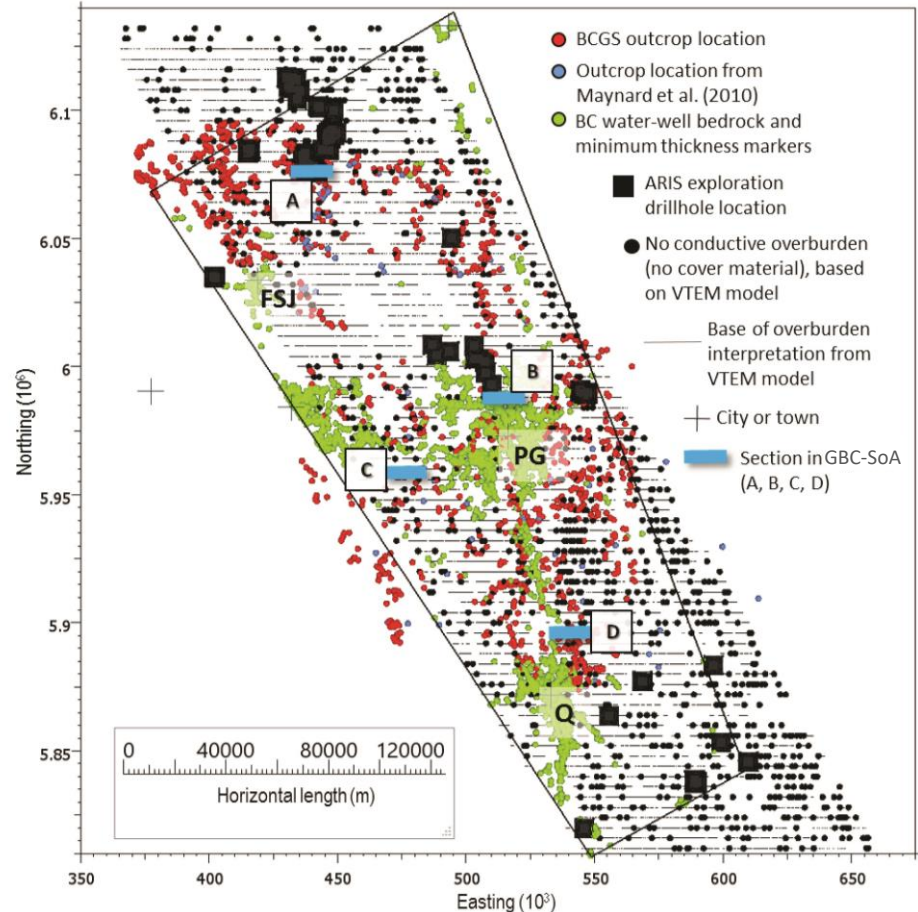 BCGS outcrop location
Outcrop location from
Maynard et al. (2010)
BC water-well bedrock and
minimum thickness markers
ARIS exploration
drillhole location
No conductive overburden
(no cover material), based
on VTEM model
Base of overburden
interpretation from
VTEM model
City or town
Section in GBC-SoA
(A, B, C, D)
A
FSJ
B
C
PG
D
Q
0 40000 80000 120000
Horizontal length (m)
Northing (10⁶)
6.1
6.05
6
5.95
5.9
5.85
350 400 450 500 550 600 650
Easting (10³)